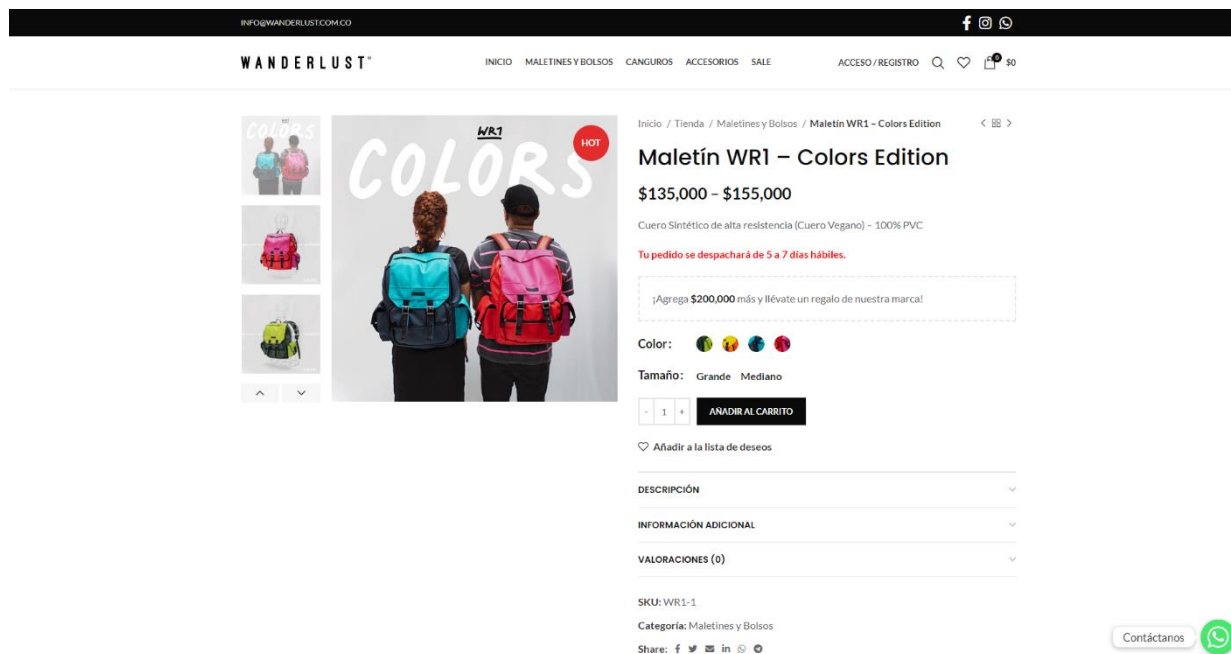 INFO@WANDERLUST.COM.CO
WANDERLUST
INICIO MALETINES Y BOLSOS CANGUROS ACCESORIOS SALE
ACCESO / REGISTRO 0 $0
COLORS
WR1
COLORS
HOT
Inicio / Tienda / Maletines y Bolsos / Maletín WR1 – Colors Edition
Maletín WR1 – Colors Edition
$135,000 – $155,000
Cuero Sintético de alta resistencia (Cuero Vegano) – 100% PVC
Tu pedido se despachará de 5 a 7 días hábiles.
¡Agrega $200,000 más y llévate un regalo de nuestra marca!
Color:
Tamaño: Grande Mediano
- 1 + AÑADIR AL CARRITO
Añadir a la lista de deseos
DESCRIPCIÓN
INFORMACIÓN ADICIONAL
VALORACIONES (0)
SKU: WR1-1
Categoría: Maletines y Bolsos
Share:
Contáctanos